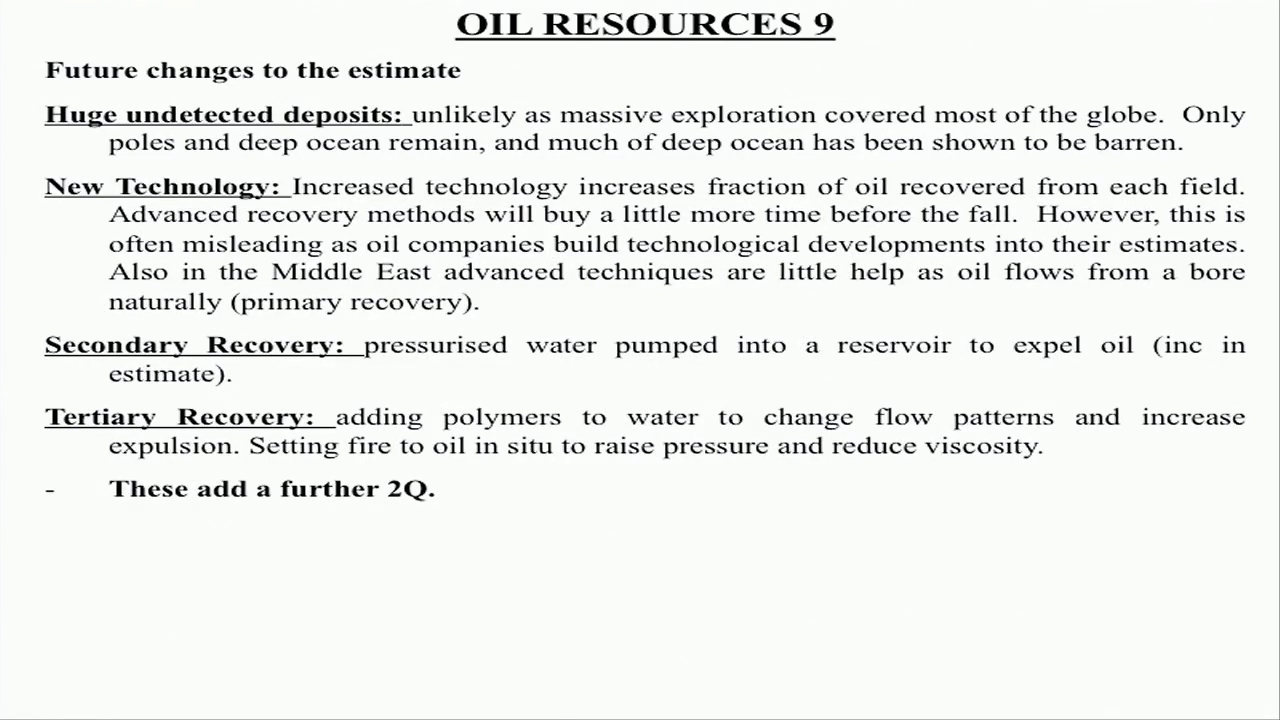 OIL RESOURCES 9
Future changes to the estimate
Huge undetected deposits: unlikely as massive exploration covered most of the globe. Only
poles and deep ocean remain, and much of deep ocean has been shown to be barren.
New Technology: Increased technology increases fraction of oil recovered from each field.
Advanced recovery methods will buy a little more time before the fall. However, this is
often misleading as oil companies build technological developments into their estimates.
Also in the Middle East advanced techniques are little help as oil flows from a bore
naturally (primary recovery).
Secondary Recovery: pressurised water pumped into a reservoir to expel oil (inc in
estimate).
Tertiary Recovery: adding polymers to water to change flow patterns and increase
expulsion. Setting fire to oil in situ to raise pressure and reduce viscosity.
- These add a further 2Q.